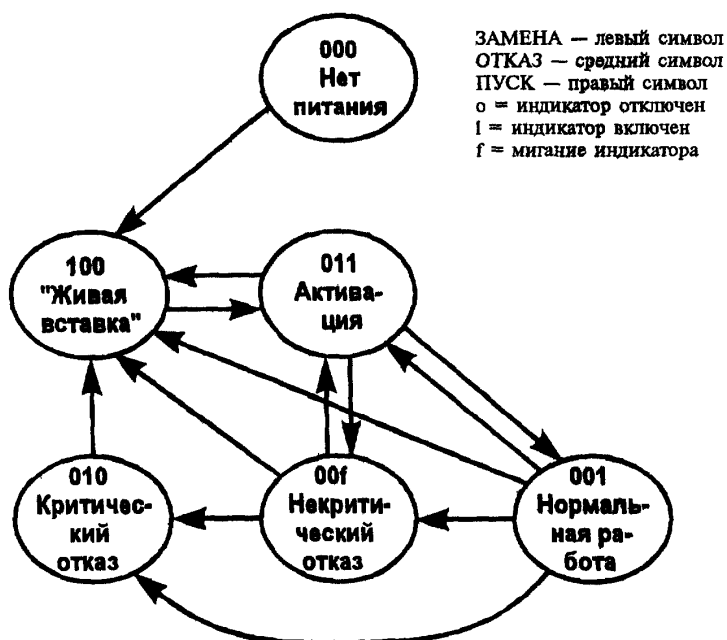 000
Нет
питания
ЗАМЕНА — левый символ
ОТКАЗ — средний символ
ПУСК — правый символ
o = индикатор отключен
1 = индикатор включен
f = мигание индикатора
100
"Живая
вставка"
011
Актива-
ция
010
Критичес-
кий
отказ
00f
Некрити-
ческий
отказ
001
Нормаль-
ная ра-
бота